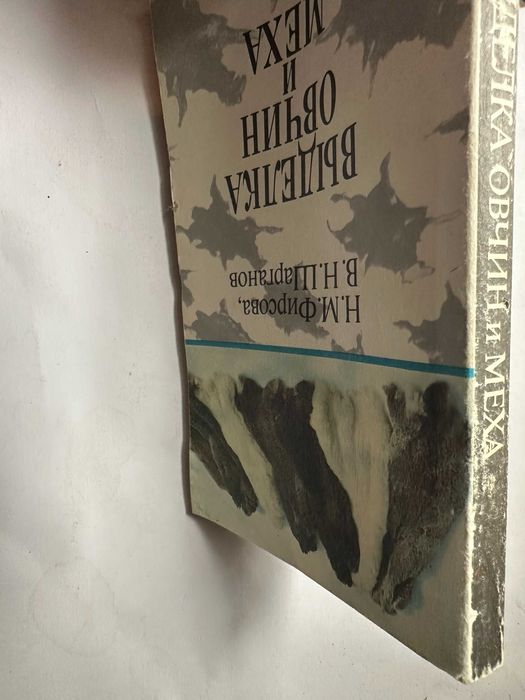 Н.М.Фирсова,
В.Н.Шарганов
ВЫДЕЛКА
ОВЧИН
И
МЕХА
ДЕЛКА ОВЧИН И МЕХА